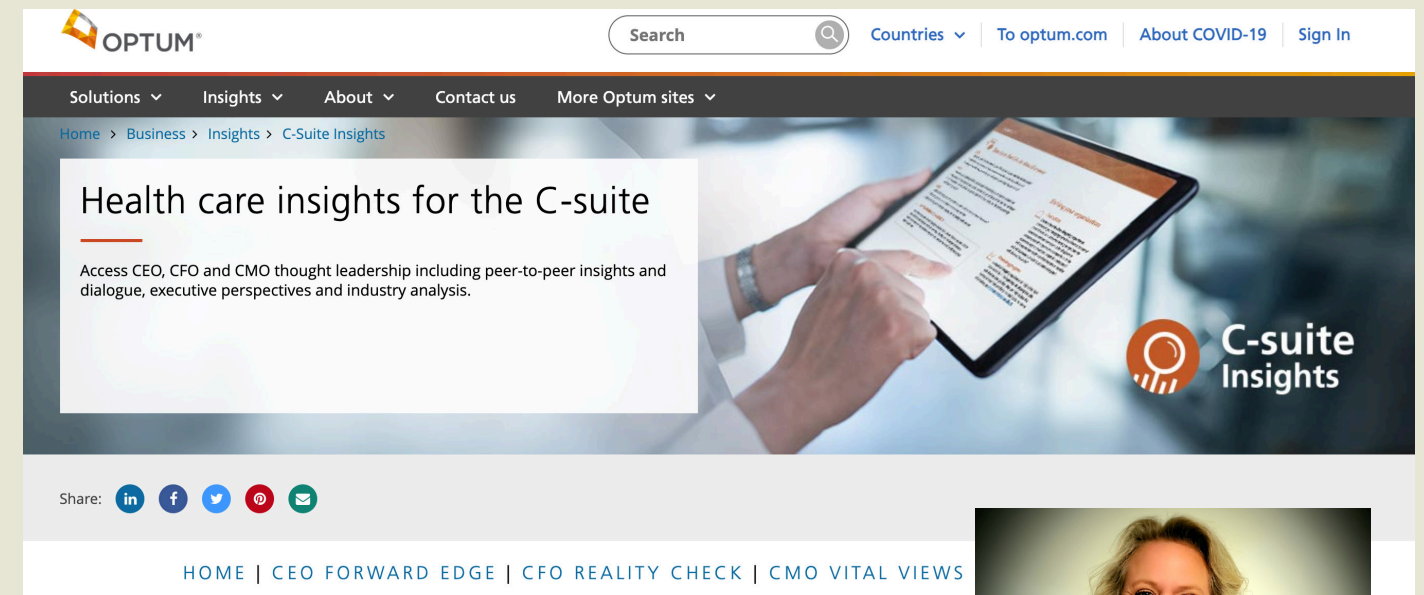 OPTUM®
Search
Countries
To optum.com
About COVID-19
Sign In
Solutions
Insights
About
Contact us
More Optum sites
Home > Business > Insights > C-Suite Insights
Health care insights for the C-suite
Access CEO, CFO and CMO thought leadership including peer-to-peer insights and
dialogue, executive perspectives and industry analysis.
C-suite
Insights
Share:
HOME | CEO FORWARD EDGE | CFO REALITY CHECK | CMO VITAL VIEWS